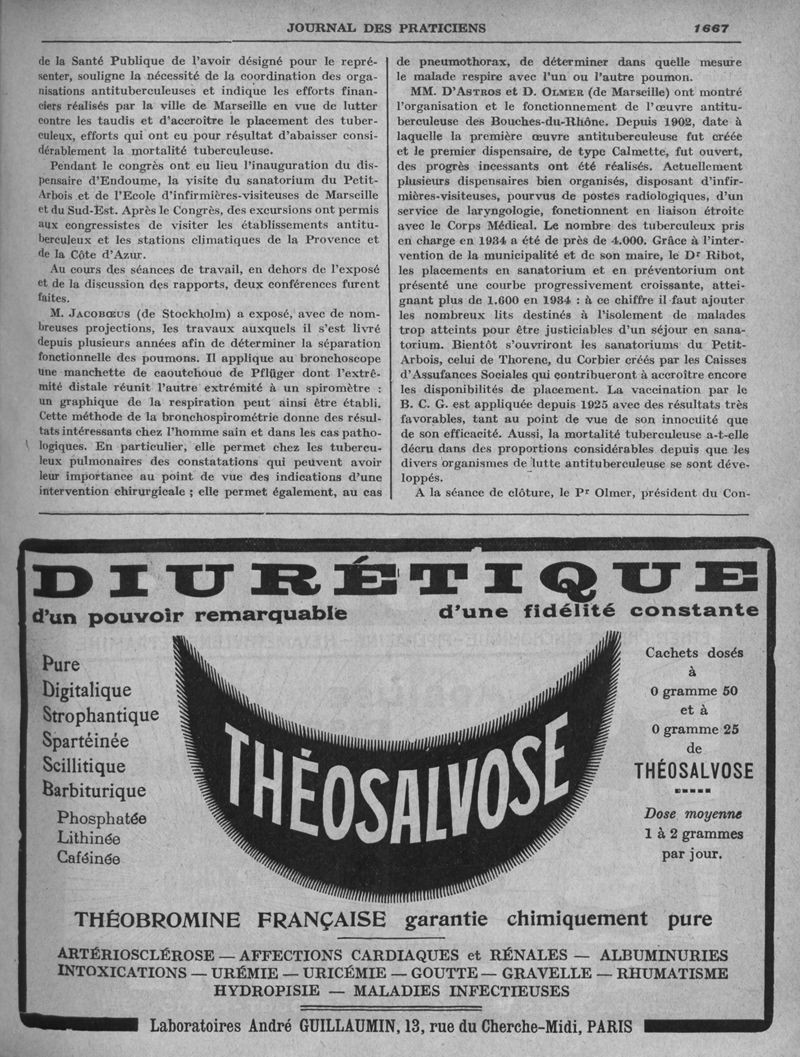 JOURNAL DES PRATICIENS 1667
de la Santé Publique de l'avoir désigné pour le repré-
senter, souligne la nécessité de la coordination des orga-
nisations antituberculeuses et indique les efforts finan-
ciers réalisés par la ville de Marseille en vue de lutter
contre les taudis et d'accroître le placement des tuber-
culeux, efforts qui ont eu pour résultat d'abaisser consi-
dérablement la mortalité tuberculeuse.
Pendant le congrès ont eu lieu l'inauguration du dis-
pensaire d'Endoume, la visite du sanatorium du Petit-
Arbois et de l'Ecole d'infirmières-visiteuses de Marseille
et du Sud-Est. Après le Congrès, des excursions ont permis
aux congressistes de visiter les établissements antitu-
berculeux et les stations climatiques de la Provence et
de la Côte d'Azur.
Au cours des séances de travail, en dehors de l'exposé
et de la discussion des rapports, deux conférences furent
faites.
M. JACOBŒUS (de Stockholm) a exposé, avec de nom-
breuses projections, les travaux auxquels il s'est livré
depuis plusieurs années afin de déterminer la séparation
fonctionnelle des poumons. Il applique au bronchoscope
une manchette de caoutchouc de Pflüger dont l'extré-
mité distale réunit l'autre extrémité à un spiromètre :
un graphique de la respiration peut ainsi être établi.
Cette méthode de la bronchospirométrie donne des résul-
tats intéressants chez l'homme sain et dans les cas patho-
logiques. En particulier, elle permet chez les tubercu-
leux pulmonaires des constatations qui peuvent avoir
leur importance au point de vue des indications d'une
intervention chirurgicale ; elle permet également, au cas
de pneumothorax, de déterminer dans quelle mesure
le malade respire avec l'un ou l'autre poumon.
MM. D'ASTROS et D. OLMER (de Marseille) ont montré
l'organisation et le fonctionnement de l'œuvre antitu-
berculeuse des Bouches-du-Rhône. Depuis 1902, date à
laquelle la première œuvre antituberculeuse fut créée
et le premier dispensaire, de type Calmette, fut ouvert,
des progrès incessants ont été réalisés. Actuellement
plusieurs dispensaires bien organisés, disposant d'infir-
mières-visiteuses, pourvus de postes radiologiques, d'un
service de laryngologie, fonctionnent en liaison étroite
avec le Corps Médical. Le nombre des tuberculeux pris
en charge en 1934 a été de près de 4.000. Grâce à l'inter-
vention de la municipalité et de son maire, le Dr Ribot,
les placements en sanatorium et en préventorium ont
présenté une courbe progressivement croissante, attei-
gnant plus de 1.600 en 1934 : à ce chiffre il faut ajouter
les nombreux lits destinés à l'isolement de malades
trop atteints pour être justiciables d'un séjour en sana-
torium. Bientôt s'ouvriront les sanatoriums du Petit-
Arbois, celui de Thorenc, du Corbier créés par les Caisses
d'Assufances Sociales qui contribueront à accroître encore
les disponibilités de placement. La vaccination par le
B. C. G. est appliquée depuis 1925 avec des résultats très
favorables, tant au point de vue de son innocuité que
de son efficacité. Aussi, la mortalité tuberculeuse a-t-elle
décru dans des proportions considérables depuis que les
divers organismes de lutte antituberculeuse se sont déve-
loppés.
A la séance de clôture, le Pr Olmer, président du Con-
DIURÉTIQUE
d'un pouvoir remarquable d'une fidélité constante
Pure
Digitalique
Strophantique
Spartéinée
Scillitique
Barbiturique
Phosphatée
Lithinée
Caféinée
THÉOSALVOSE
Cachets dosés
à
0 gramme 50
et à
0 gramme 25
de
THÉOSALVOSE
Dose moyenne
1 à 2 grammes
par jour.
THÉOBROMINE FRANÇAISE garantie chimiquement pure
ARTÉRIOSCLÉROSE — AFFECTIONS CARDIAQUES et RÉNALES — ALBUMINURIES
INTOXICATIONS — URÉMIE — URICÉMIE — GOUTTE — GRAVELLE — RHUMATISME
HYDROPISIE — MALADIES INFECTIEUSES
Laboratoires André GUILLAUMIN, 13, rue du Cherche-Midi, PARIS